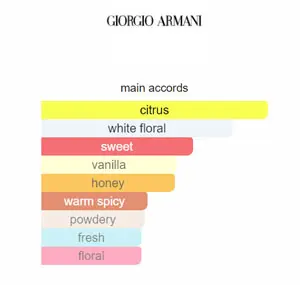 GIORGIO ARMANI
main accords
citrus
white floral
sweet
vanilla
honey
warm spicy
powdery
fresh
floral